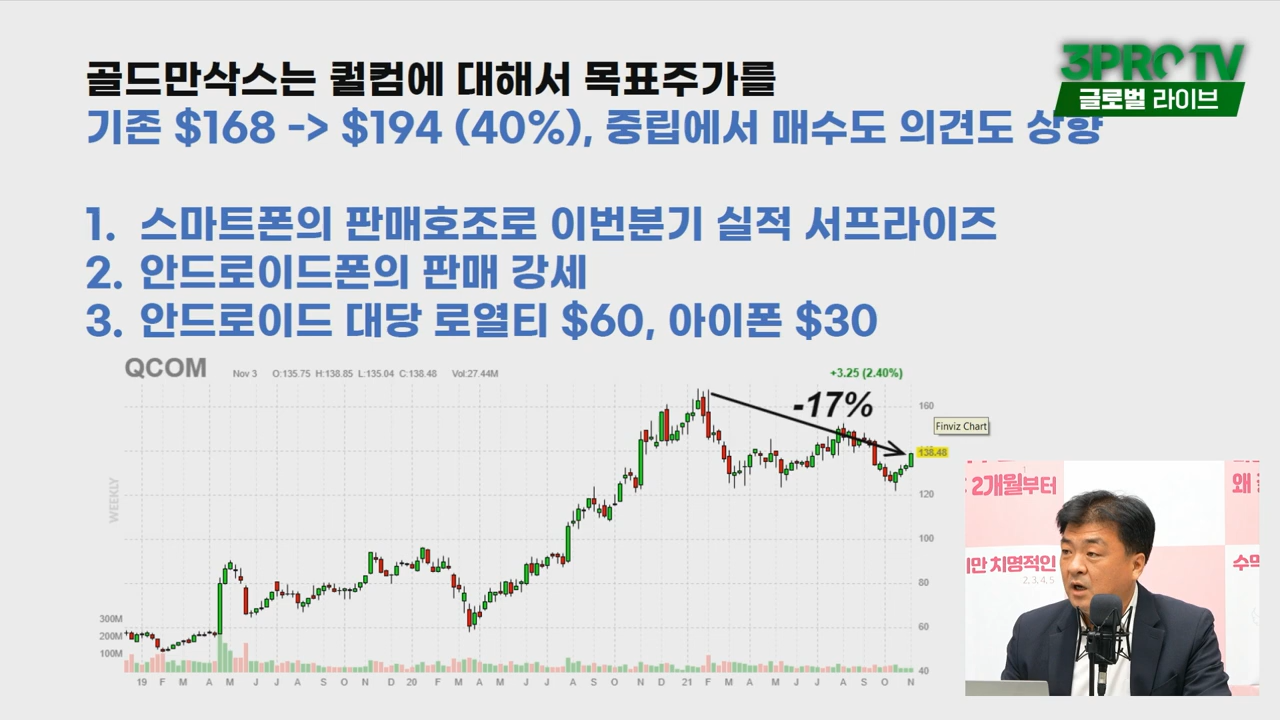 골드만삭스는 퀄컴에 대해서 목표주가를
기존 $168 -> $194 (40%), 중립에서 매수도 의견도 상향
3PRO TV
글로벌 라이브
1. 스마트폰의 판매호조로 이번분기 실적 서프라이즈
2. 안드로이드폰의 판매 강세
3. 안드로이드 대당 로열티 $60, 아이폰 $30
QCOM
Nov 3 O:135.75 H:138.85 L:135.04 C:138.48 Vol:27.44M
+3.25 (2.40%)
-17%
160
Finviz Chart
138.48
120
100
80
60
40
WEEKLY
300M
200M
100M
19 F M A M J J A S O N D 20 F M A M J J A S O N D 21 F M A M J J A S O N
2개월부터
왜
치명적인
2, 3, 4, 5